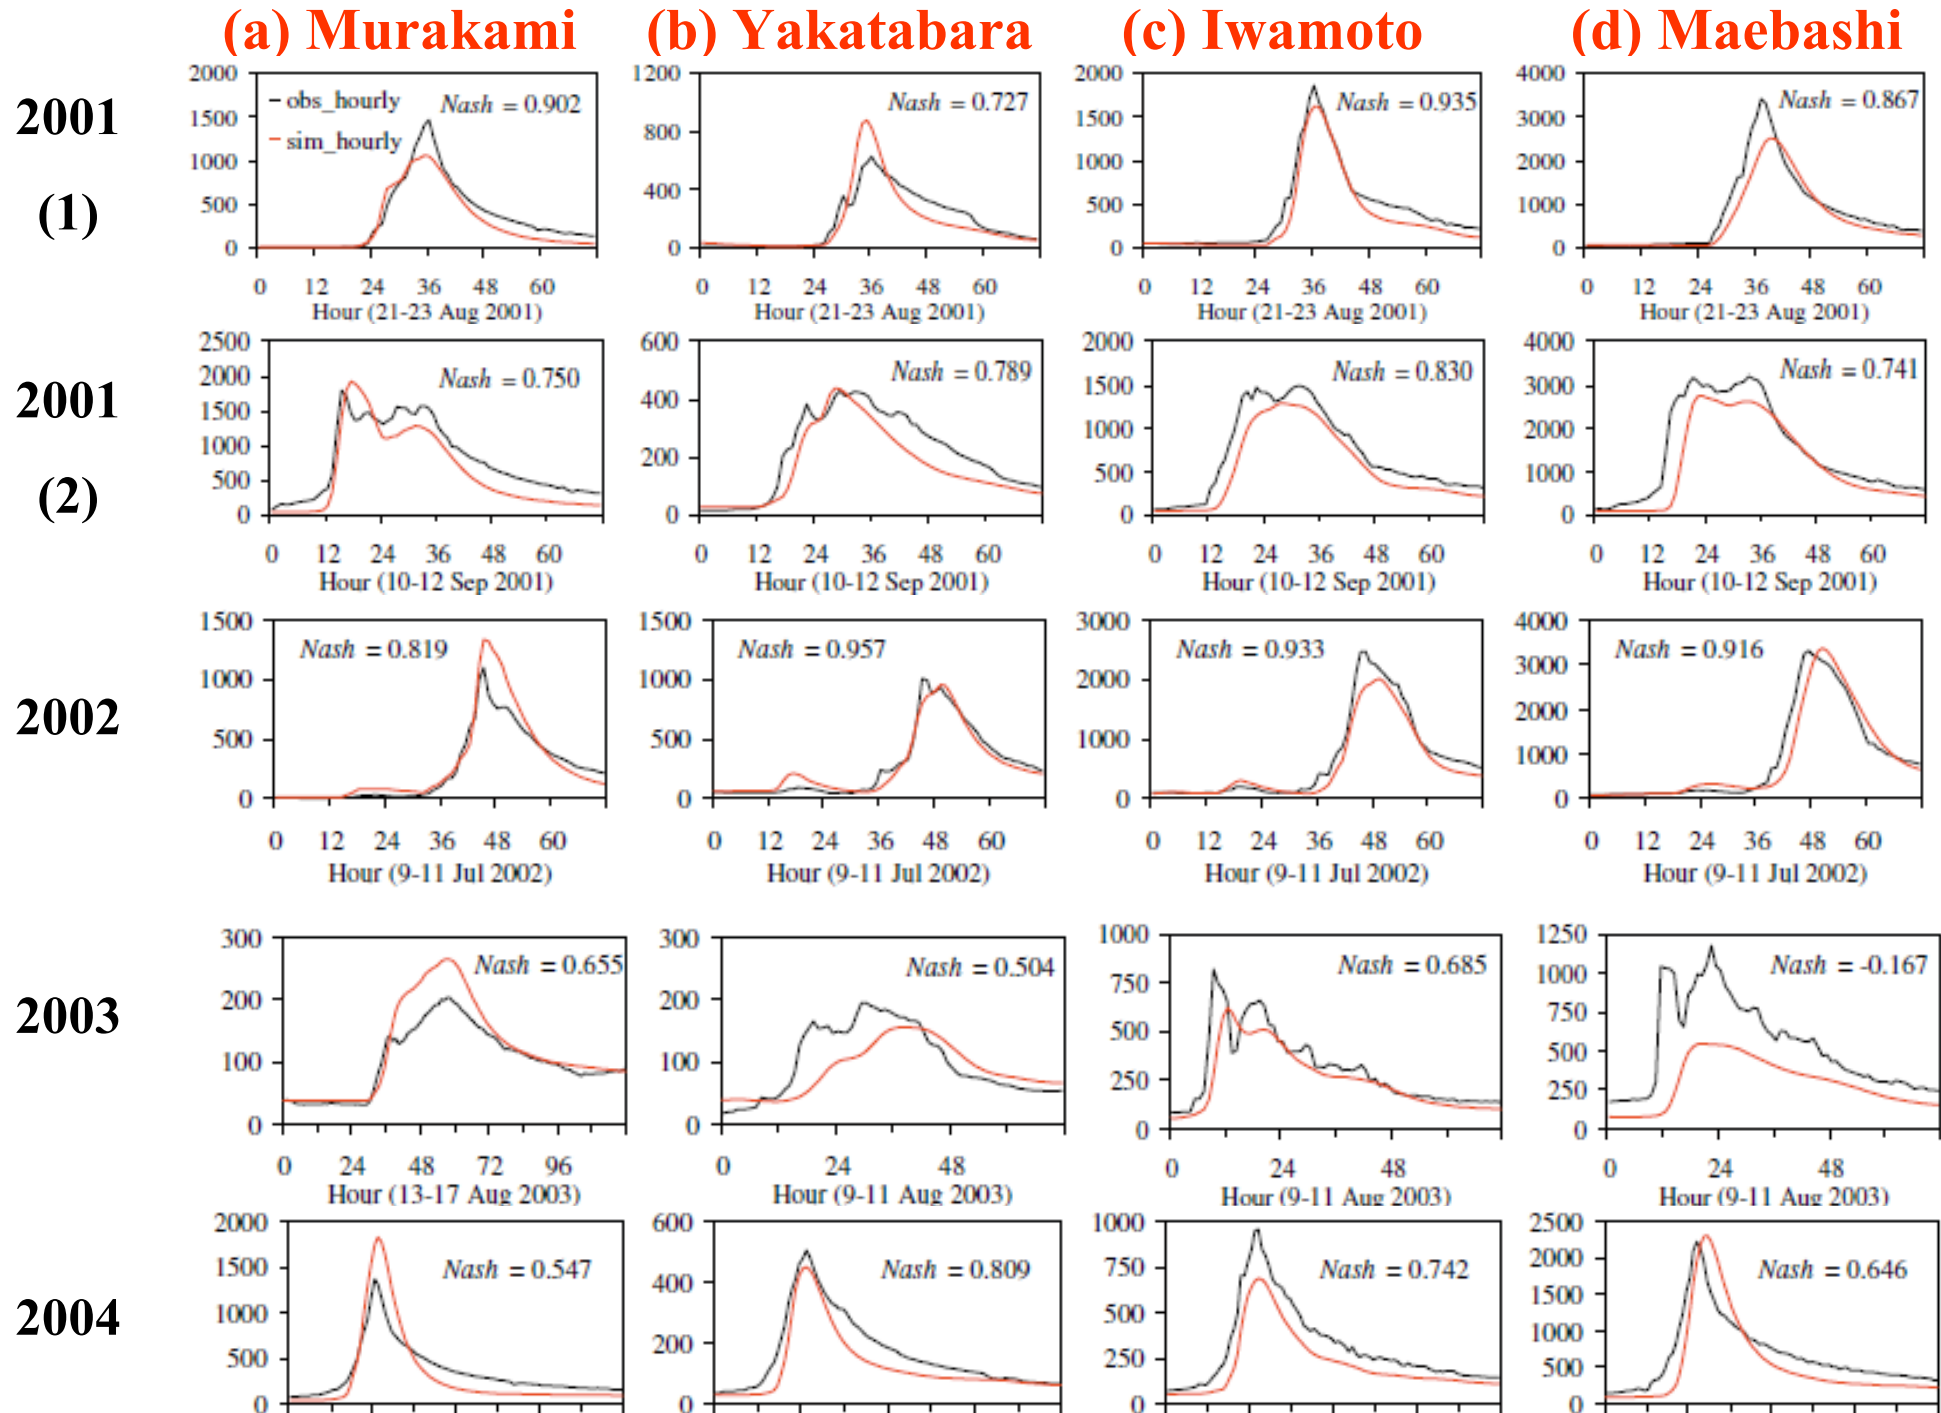 (a) Murakami (b) Yakatabara (c) Iwamoto (d) Maebashi
2001
(1)
2000
1500
1000
500
0
obs_hourly
sim_hourly
Nash = 0.902
0 12 24 36 48 60
Hour (21-23 Aug 2001)
1200
800
400
0
Nash = 0.727
0 12 24 36 48 60
Hour (21-23 Aug 2001)
2000
1500
1000
500
0
Nash = 0.935
0 12 24 36 48 60
Hour (21-23 Aug 2001)
4000
3000
2000
1000
0
Nash = 0.867
0 12 24 36 48 60
Hour (21-23 Aug 2001)
2001
(2)
2500
2000
1500
1000
500
0
Nash = 0.750
0 12 24 36 48 60
Hour (10-12 Sep 2001)
600
400
200
0
Nash = 0.789
0 12 24 36 48 60
Hour (10-12 Sep 2001)
2000
1500
1000
500
0
Nash = 0.830
0 12 24 36 48 60
Hour (10-12 Sep 2001)
4000
3000
2000
1000
0
Nash = 0.741
0 12 24 36 48 60
Hour (10-12 Sep 2001)
2002
1500
1000
500
0
Nash = 0.819
0 12 24 36 48 60
Hour (9-11 Jul 2002)
1500
1000
500
0
Nash = 0.957
0 12 24 36 48 60
Hour (9-11 Jul 2002)
3000
2000
1000
0
Nash = 0.933
0 12 24 36 48 60
Hour (9-11 Jul 2002)
4000
3000
2000
1000
0
Nash = 0.916
0 12 24 36 48 60
Hour (9-11 Jul 2002)
2003
300
200
100
0
Nash = 0.655
0 24 48 72 96
Hour (13-17 Aug 2003)
300
200
100
0
Nash = 0.504
0 24 48
Hour (9-11 Aug 2003)
1000
750
500
250
0
Nash = 0.685
0 24 48
Hour (9-11 Aug 2003)
1250
1000
750
500
250
0
Nash = -0.167
0 24 48
Hour (9-11 Aug 2003)
2004
2000
1500
1000
500
0
Nash = 0.547
600
400
200
0
Nash = 0.809
1000
750
500
250
0
Nash = 0.742
2500
2000
1500
1000
500
0
Nash = 0.646